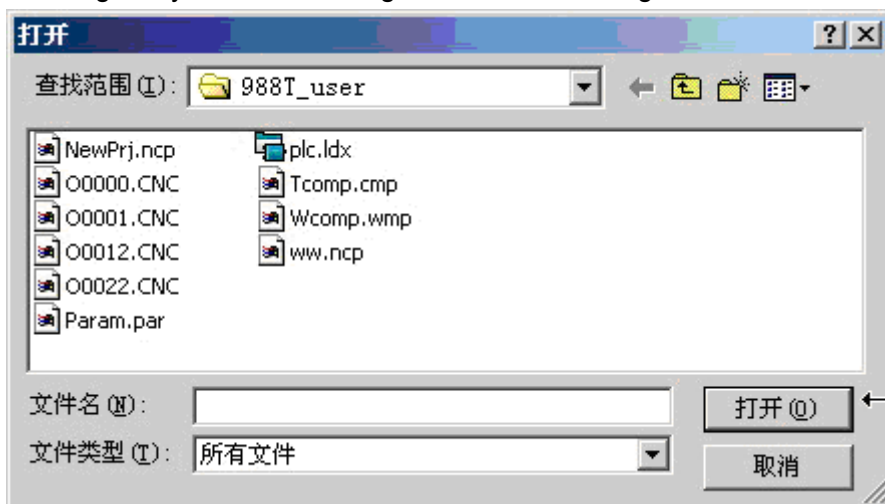 打开
查找范围(I): 988T_user
NewPrj.ncp
O0000.CNC
O0001.CNC
O0012.CNC
O0022.CNC
Param.par
plc.ldx
Tcomp.cmp
Wcomp.wmp
ww.ncp
文件名(N):
打开(O)
文件类型(T): 所有文件
取消